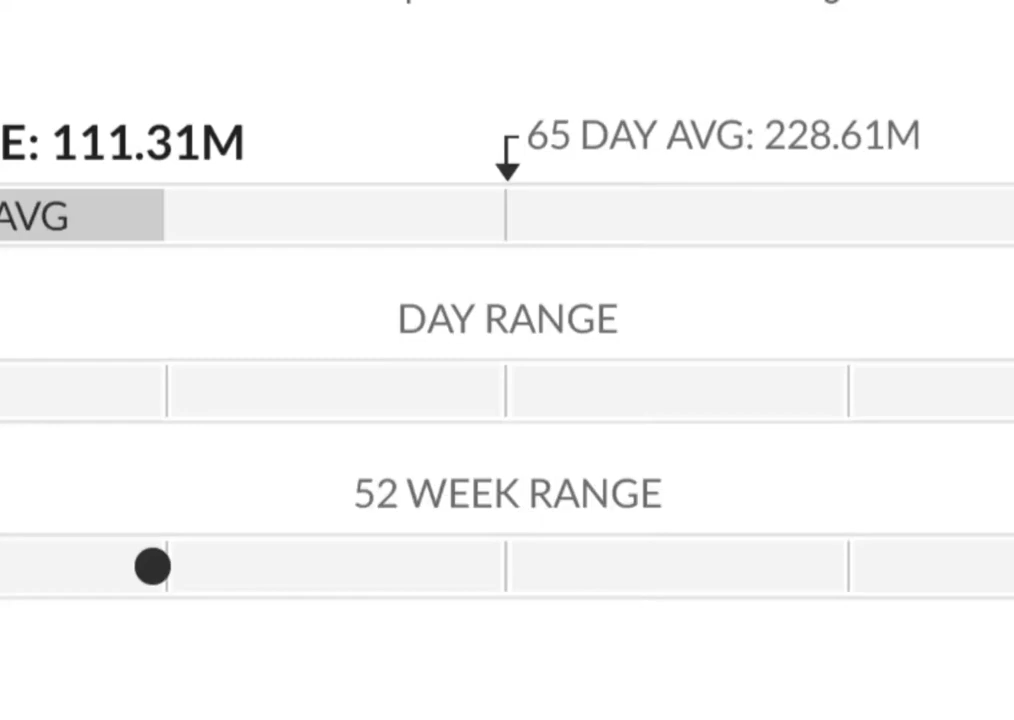 E: 111.31M
65 DAY AVG: 228.61M
AVG
DAY RANGE
52 WEEK RANGE